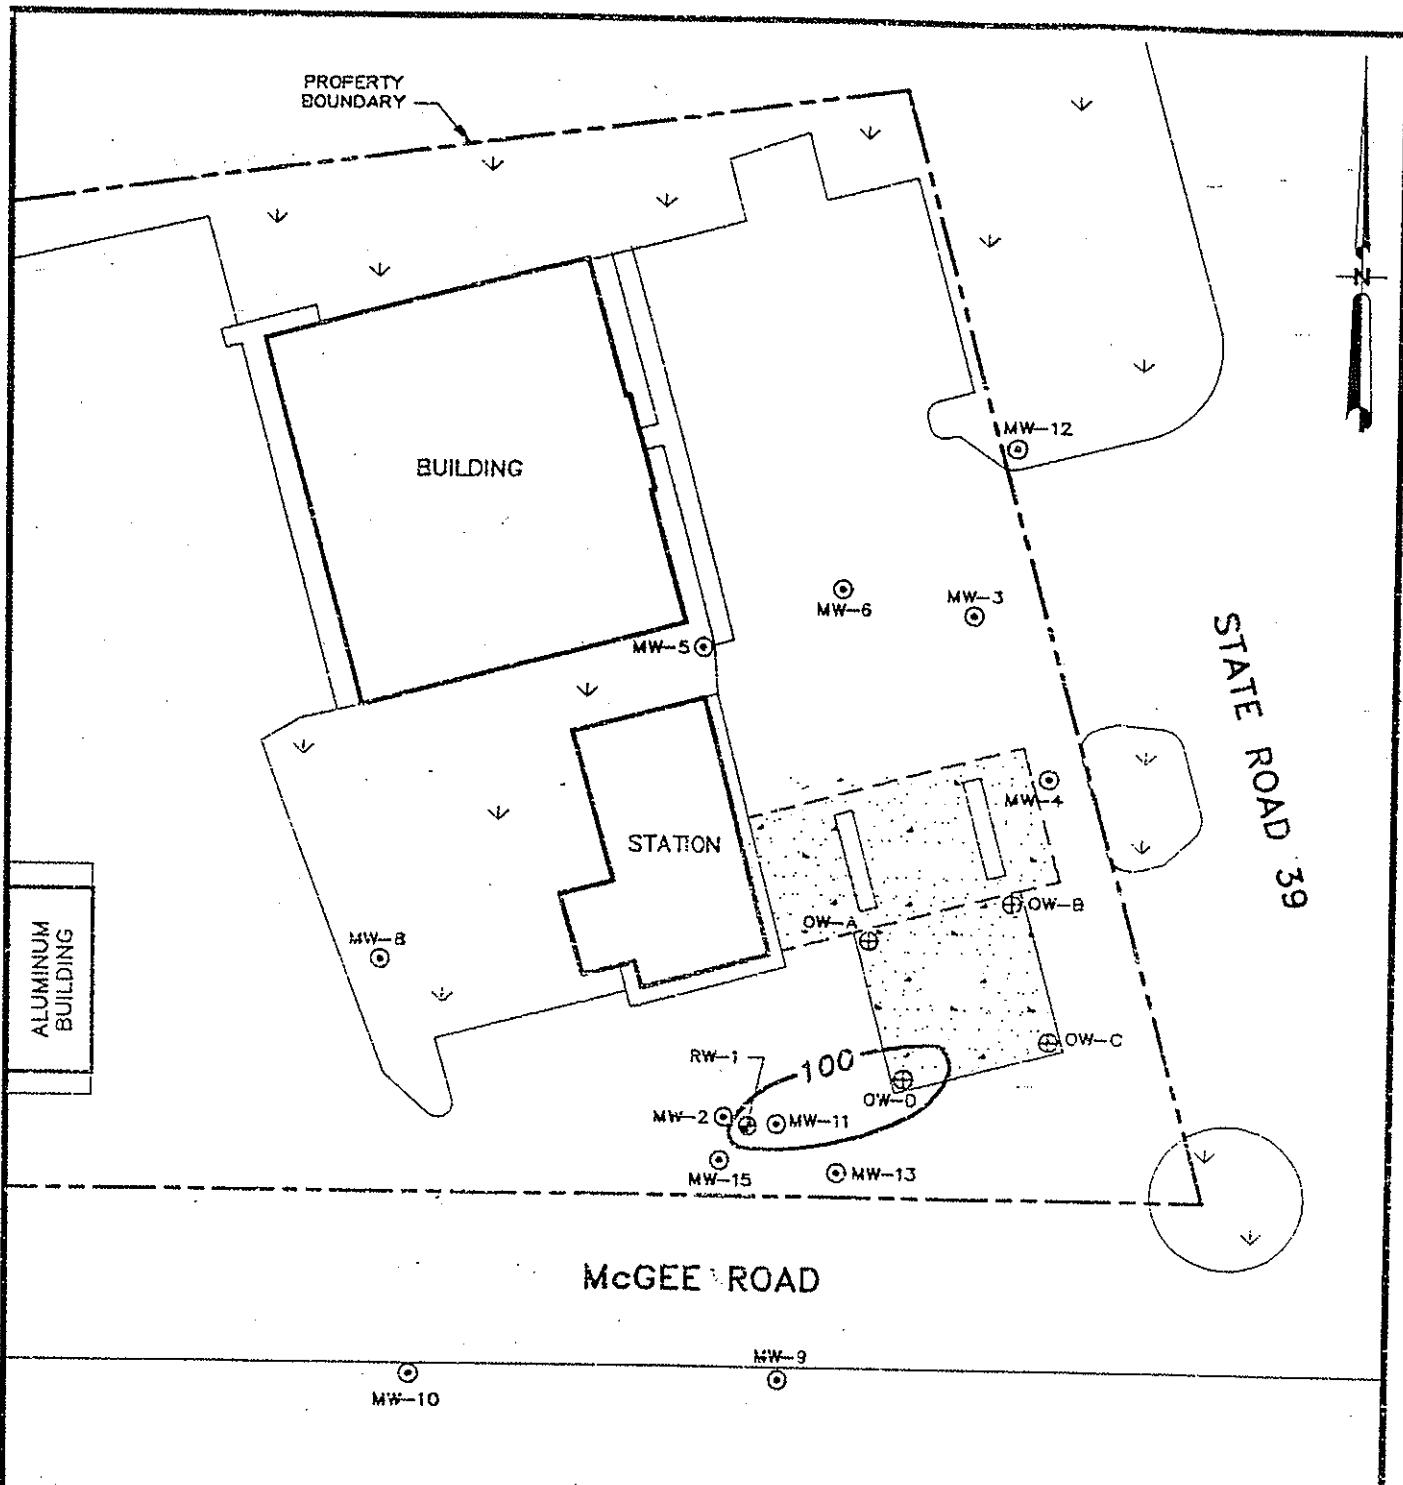 PROPERTY
BOUNDARY
N
MW-12
BUILDING
MW-6
MW-3
MW-5
STATE ROAD 39
MW-4
STATION
OW-B
OW-A
MW-8
ALUMINUM
BUILDING
OW-C
RW-1
100
OW-D
MW-2
MW-11
MW-15
MW-13
McGEE ROAD
MW-9
MW-10